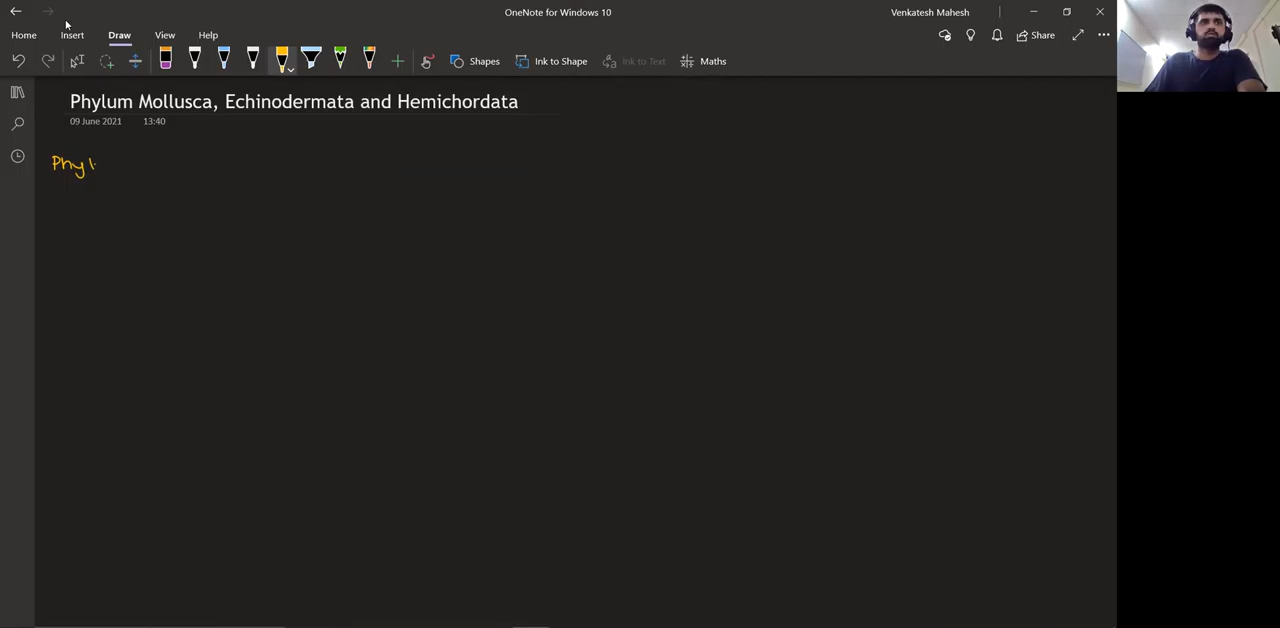 OneNote for Windows 10
Venkatesh Mahesh
Home Insert Draw View Help
Share
Shapes Ink to Shape Ink to Text Maths
Phylum Mollusca, Echinodermata and Hemichordata
09 June 2021 13:40
Phyl